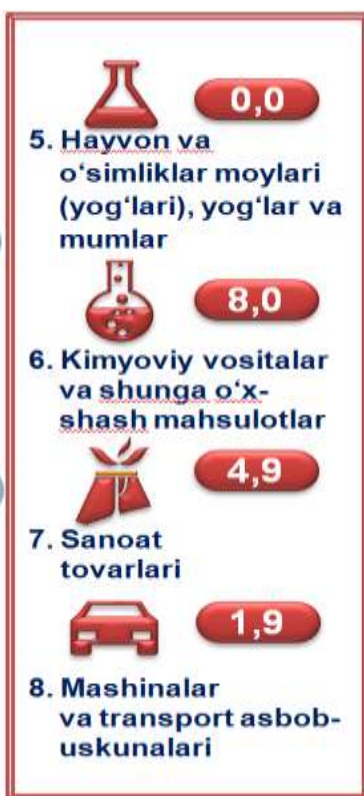 0,0
5. Hayvon va
o‘simliklar moylari
(yog‘lari), yog‘lar va
mumlar
8,0
6. Kimyoviy vositalar
va shunga o‘x-
shash mahsulotlar
4,9
7. Sanoat
tovarlari
1,9
8. Mashinalar
va transport asbob-
uskunalari